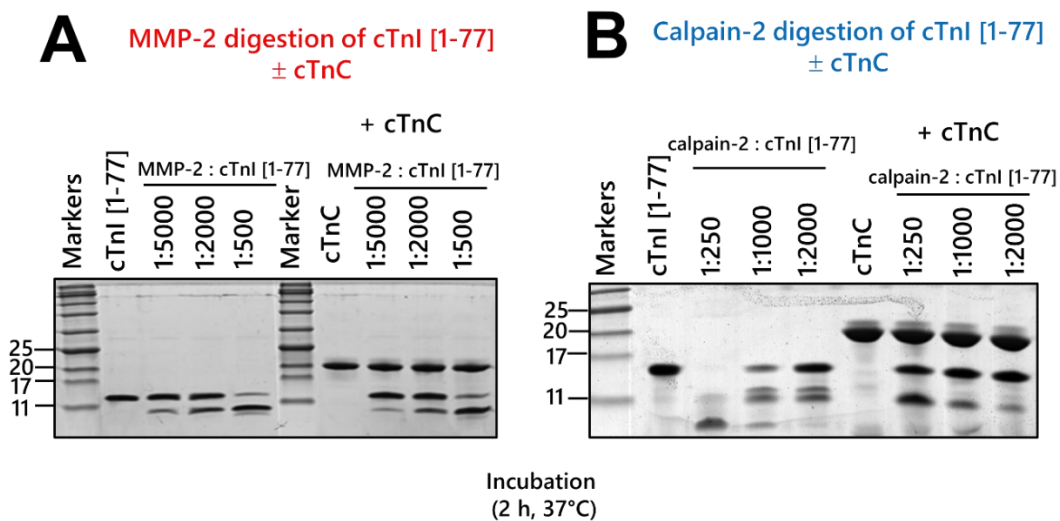 A
MMP-2 digestion of cTnI [1-77]
± cTnC
+ cTnC
MMP-2 : cTnI [1-77]
MMP-2 : cTnI [1-77]
Markers
cTnI [1-77]
1:5000
1:2000
1:500
Marker
cTnC
1:5000
1:2000
1:500
25
20
17
11
B
Calpain-2 digestion of cTnI [1-77]
± cTnC
+ cTnC
calpain-2 : cTnI [1-77]
calpain-2 : cTnI [1-77]
Markers
cTnI [1-77]
1:250
1:1000
1:2000
cTnC
1:250
1:1000
1:2000
25
20
17
11
Incubation
(2 h, 37°C)